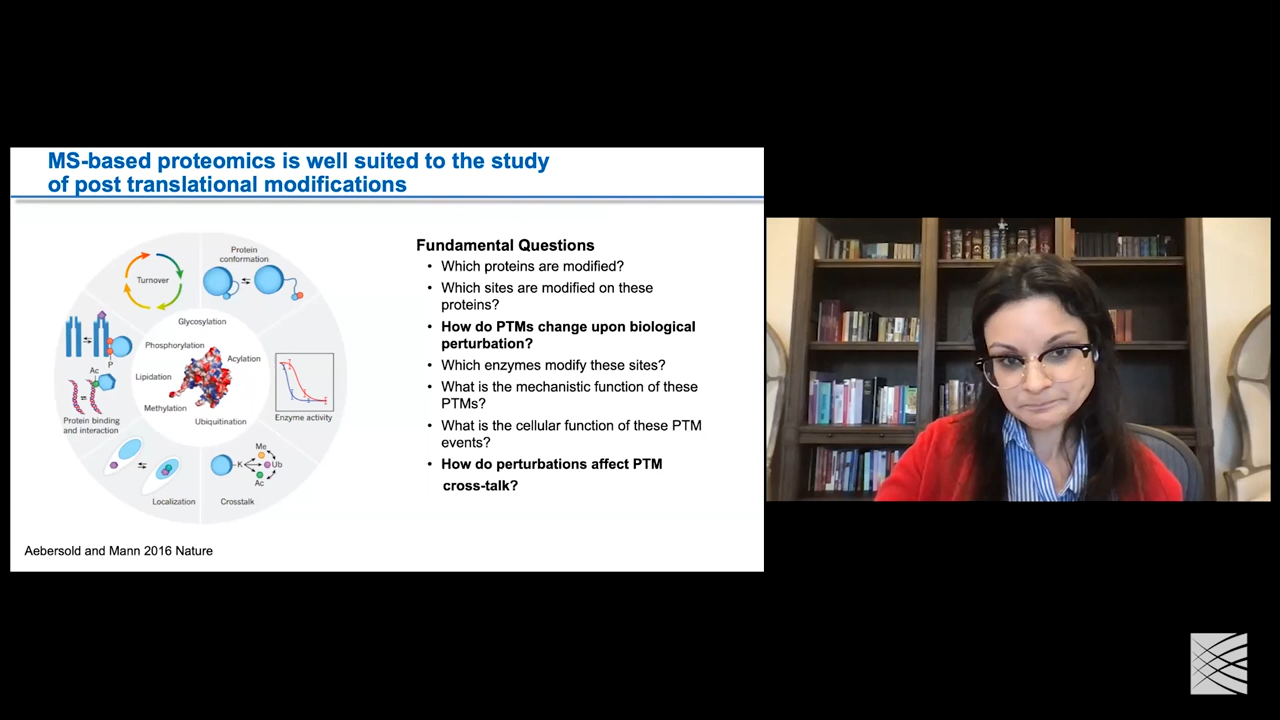 MS-based proteomics is well suited to the study
of post translational modifications
Protein
conformation
Turnover
Glycosylation
Phosphorylation
Acylation
Lipidation
Methylation
Ubiquitination
P
Ac
Protein binding
and interaction
Enzyme activity
Me
K
Ub
Ac
Localization
Crosstalk
Aebersold and Mann 2016 Nature
Fundamental Questions
• Which proteins are modified?
• Which sites are modified on these
proteins?
• How do PTMs change upon biological
perturbation?
• Which enzymes modify these sites?
• What is the mechanistic function of these
PTMs?
• What is the cellular function of these PTM
events?
• How do perturbations affect PTM
cross-talk?